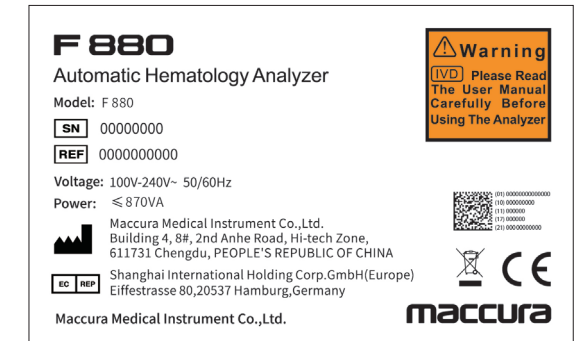 F 880
Automatic Hematology Analyzer
Model: F 880
SN 00000000
REF 0000000000
Voltage: 100V-240V~ 50/60Hz
Power: ≤870VA
Maccura Medical Instrument Co.,Ltd.
Building 4, 8#, 2nd Anhe Road, Hi-tech Zone,
611731 Chengdu, PEOPLE'S REPUBLIC OF CHINA
EC REP
Shanghai International Holding Corp.GmbH(Europe)
Eiffestrasse 80,20537 Hamburg,Germany
Maccura Medical Instrument Co.,Ltd.
Warning
IVD Please Read
The User Manual
Carefully Before
Using The Analyzer
(01) 00000000000000
(10) 000000000
(11) 000000
(17) 000000
(21) 00000000000
CE
maccura